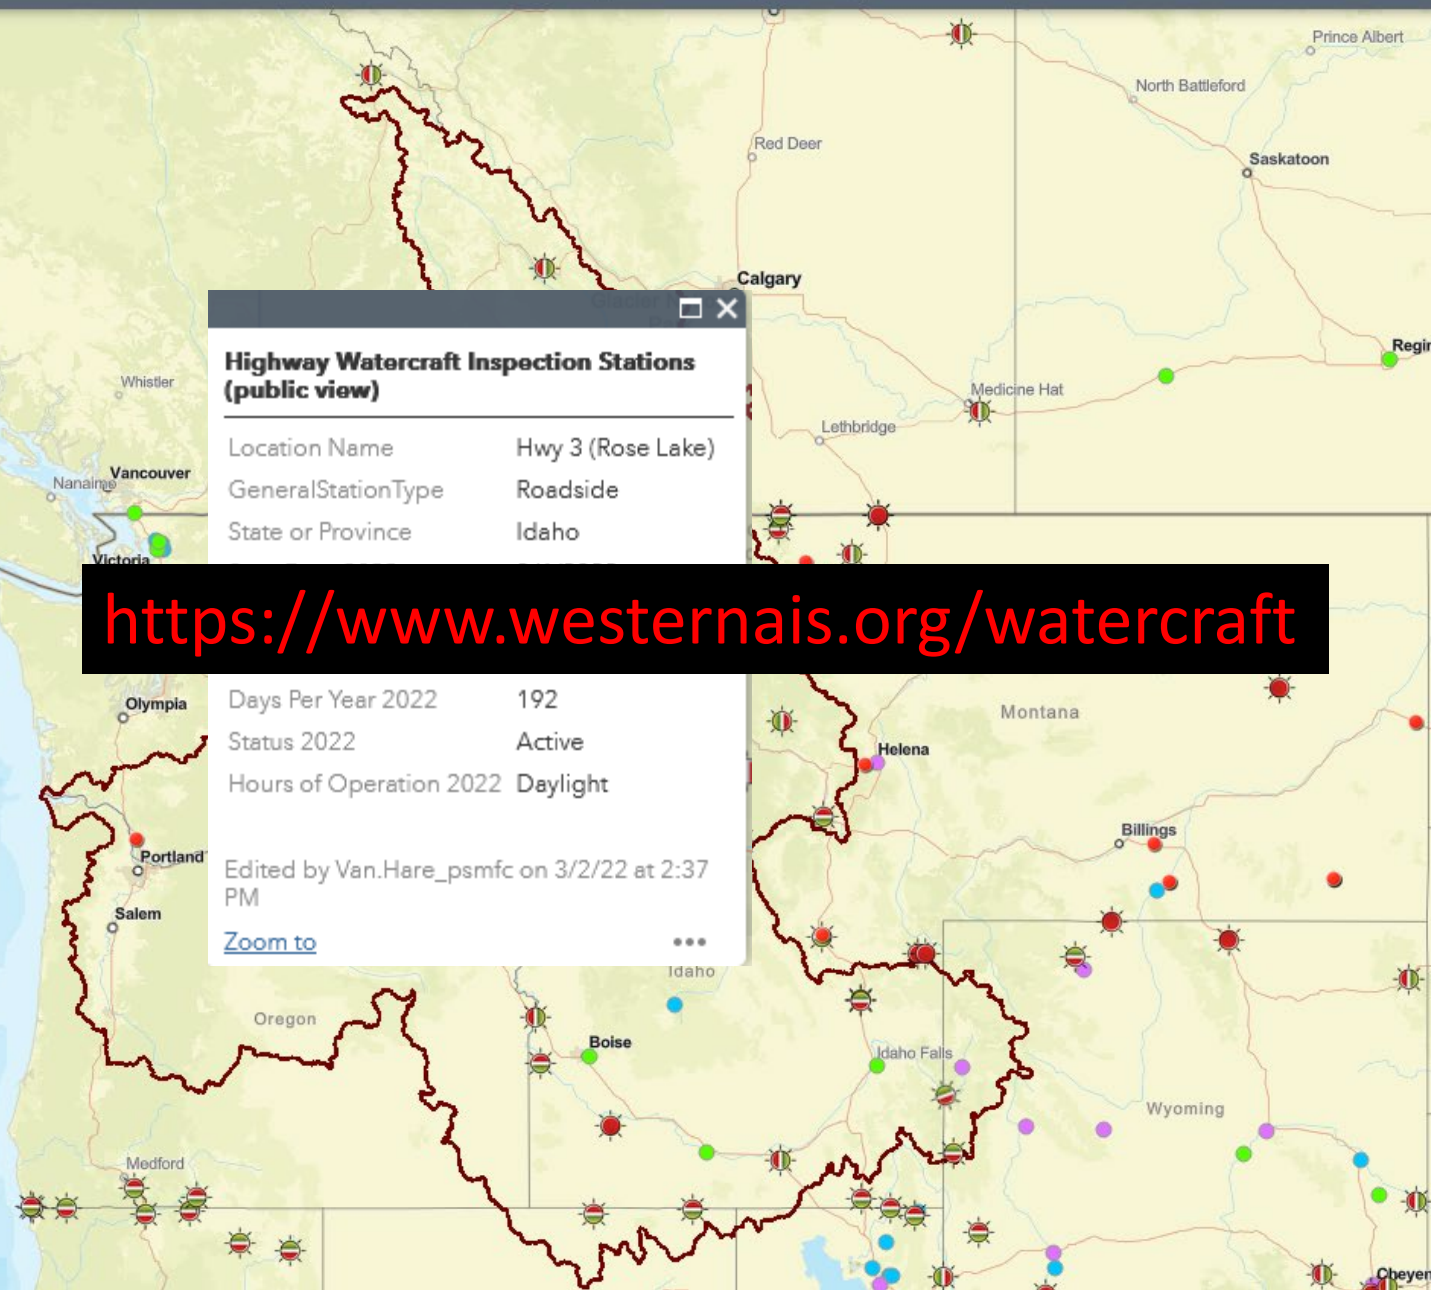 Prince Albert
North Battleford
Red Deer
Saskatoon
Calgary
Highway Watercraft Inspection Stations
(public view)
Whistler
Medicine Hat
Lethbridge
Location Name Hwy 3 (Rose Lake)
GeneralStationType Roadside
State or Province Idaho
Vancouver
Victoria
https://www.westernais.org/watercraft
Days Per Year 2022 192
Status 2022 Active
Hours of Operation 2022 Daylight
Olympia
Montana
Helena
Billings
Portland
Edited by Van.Hare_psmfc on 3/2/22 at 2:37
PM
Salem
Zoom to
Idaho
Oregon
Boise
Idaho Falls
Wyoming
Medford